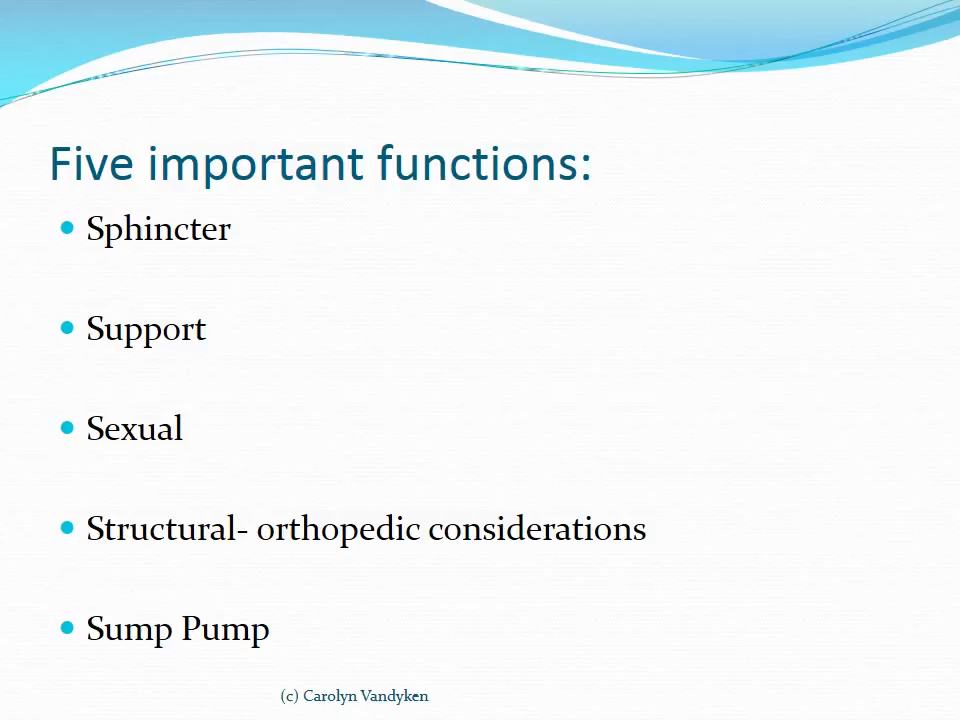 Five important functions:
Sphincter
Support
Sexual
Structural- orthopedic considerations
Sump Pump
(c) Carolyn Vandyken